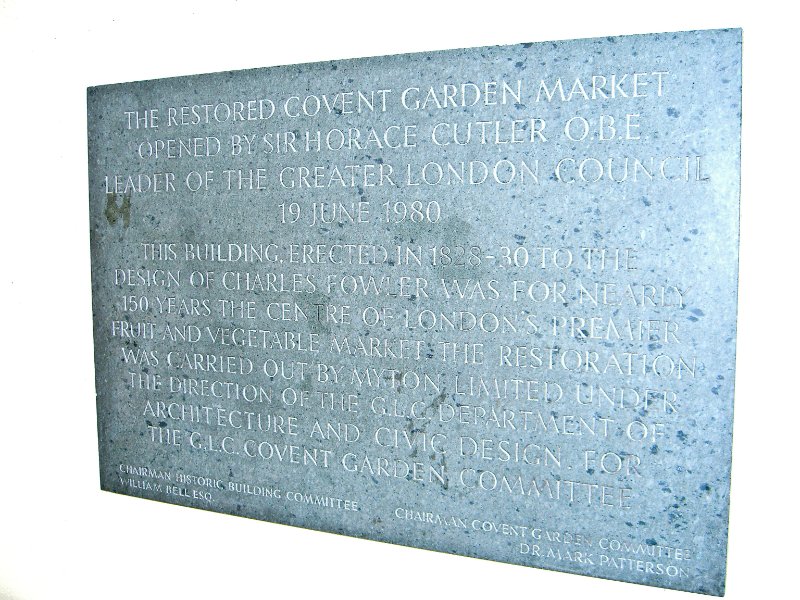 THE RESTORED COVENT GARDEN MARKET
OPENED BY SIR HORACE CUTLER O·B·E
LEADER OF THE GREATER LONDON COUNCIL
19 JUNE 1980
THIS BUILDING, ERECTED IN 1828-30 TO THE
DESIGN OF CHARLES FOWLER WAS FOR NEARLY
150 YEARS THE CENTRE OF LONDON'S PREMIER
FRUIT AND VEGETABLE MARKET. THE RESTORATION
WAS CARRIED OUT BY MYTON LIMITED UNDER
THE DIRECTION OF THE G.L.C. DEPARTMENT OF
ARCHITECTURE AND CIVIC DESIGN FOR
THE G.L.C. COVENT GARDEN COMMITTEE
CHAIRMAN HISTORIC BUILDING COMMITTEE
WILLIAM BELL ESQ.
CHAIRMAN COVENT GARDEN COMMITTEE
DR. MARK PATTERSON